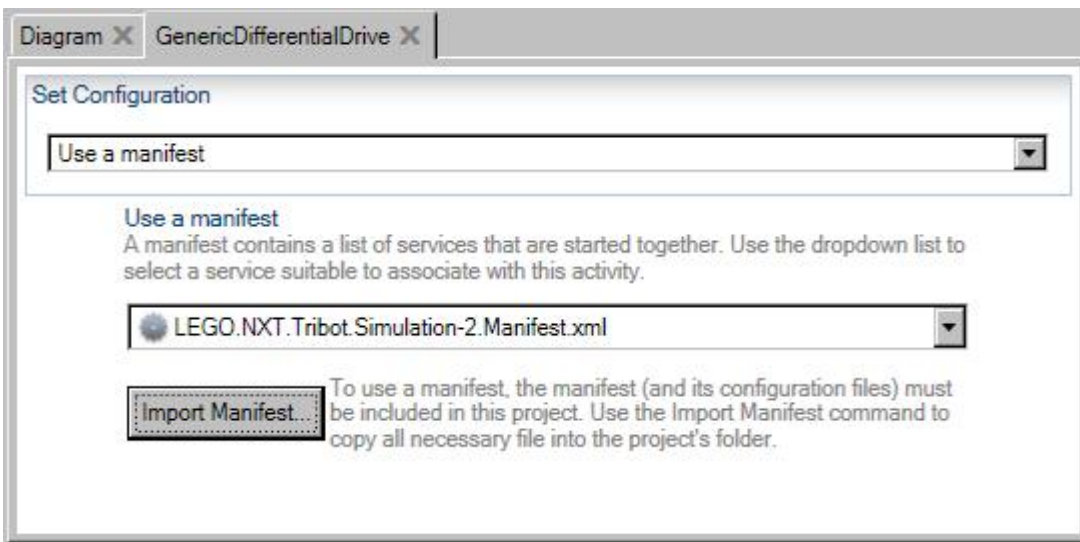 Diagram GenericDifferentialDrive
Set Configuration
Use a manifest
Use a manifest
A manifest contains a list of services that are started together. Use the dropdown list to
select a service suitable to associate with this activity.
LEGO.NXT.Tribot.Simulation-2.Manifest.xml
Import Manifest...
To use a manifest, the manifest (and its configuration files) must
be included in this project. Use the Import Manifest command to
copy all necessary file into the project's folder.